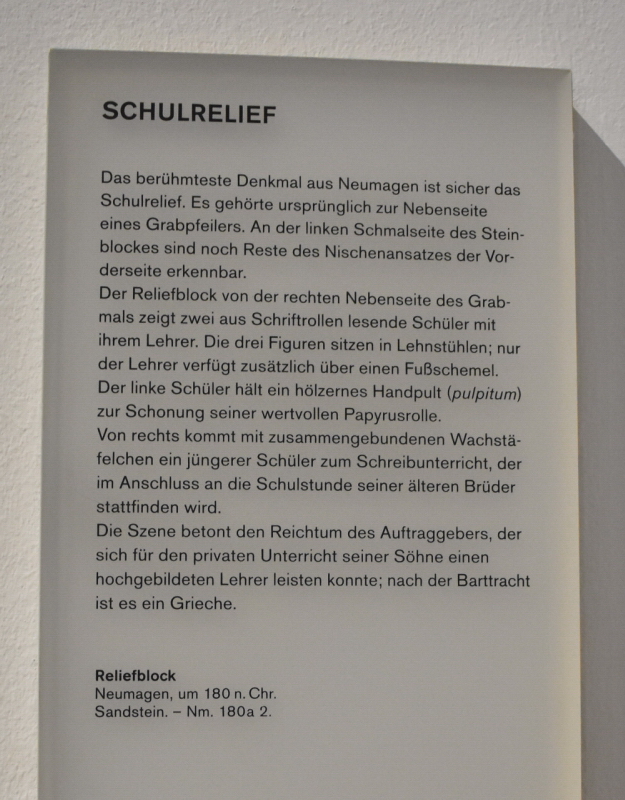 SCHULRELIEF
Das berühmteste Denkmal aus Neumagen ist sicher das
Schulrelief. Es gehörte ursprünglich zur Nebenseite
eines Grabpfeilers. An der linken Schmalseite des Stein-
blockes sind noch Reste des Nischenansatzes der Vor-
derseite erkennbar.
Der Reliefblock von der rechten Nebenseite des Grab-
mals zeigt zwei aus Schriftrollen lesende Schüler mit
ihrem Lehrer. Die drei Figuren sitzen in Lehnstühlen; nur
der Lehrer verfügt zusätzlich über einen Fußschemel.
Der linke Schüler hält ein hölzernes Handpult (pulpitum)
zur Schonung seiner wertvollen Papyrusrolle.
Von rechts kommt mit zusammengebundenen Wachstä-
felchen ein jüngerer Schüler zum Schreibunterricht, der
im Anschluss an die Schulstunde seiner älteren Brüder
stattfinden wird.
Die Szene betont den Reichtum des Auftraggebers, der
sich für den privaten Unterricht seiner Söhne einen
hochgebildeten Lehrer leisten konnte; nach der Barttracht
ist es ein Grieche.
Reliefblock
Neumagen, um 180 n. Chr.
Sandstein. – Nm. 180a 2.